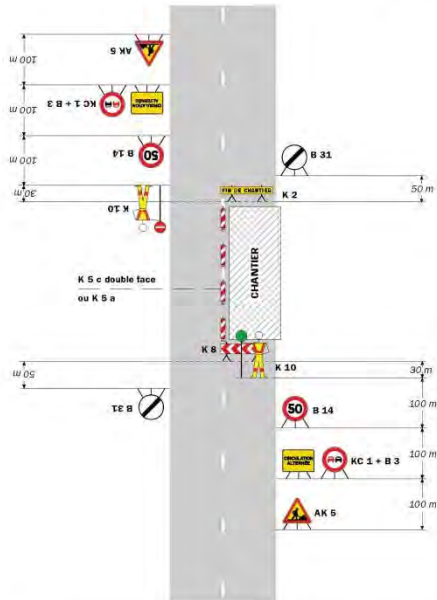 100 m
AK 5
100 m
KC 1 + B 3
CIRCULATION
ALTERNÉE
100 m
B 14
50
30 m
K 10
B 31
50 m
FIN DE CHANTIER
K 2
CHANTIER
K 5 c double face
ou K 5 a
K 8
K 10
50 m
B 31
30 m
50
B 14
100 m
CIRCULATION
ALTERNÉE
KC 1 + B 3
100 m
AK 5
100 m